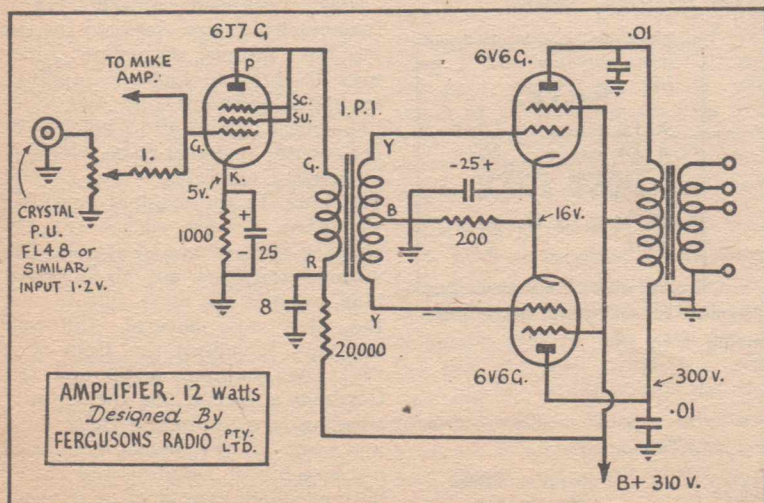 6J7 G
P
TO MIKE
AMP.
SC.
SU.
G.
K.
5v.
1.
CRYSTAL
P.U.
FL48 or
SIMILAR
INPUT 1·2v.
1000
+
-
25
I.P.I.
G.
R
8
20,000
Y
B
Y
6V6G.
-25+
200
16v.
6V6G.
.01
300 v.
.01
B+ 310 v.
AMPLIFIER. 12 Watts
Designed By
FERGUSONS RADIO PTY. LTD.